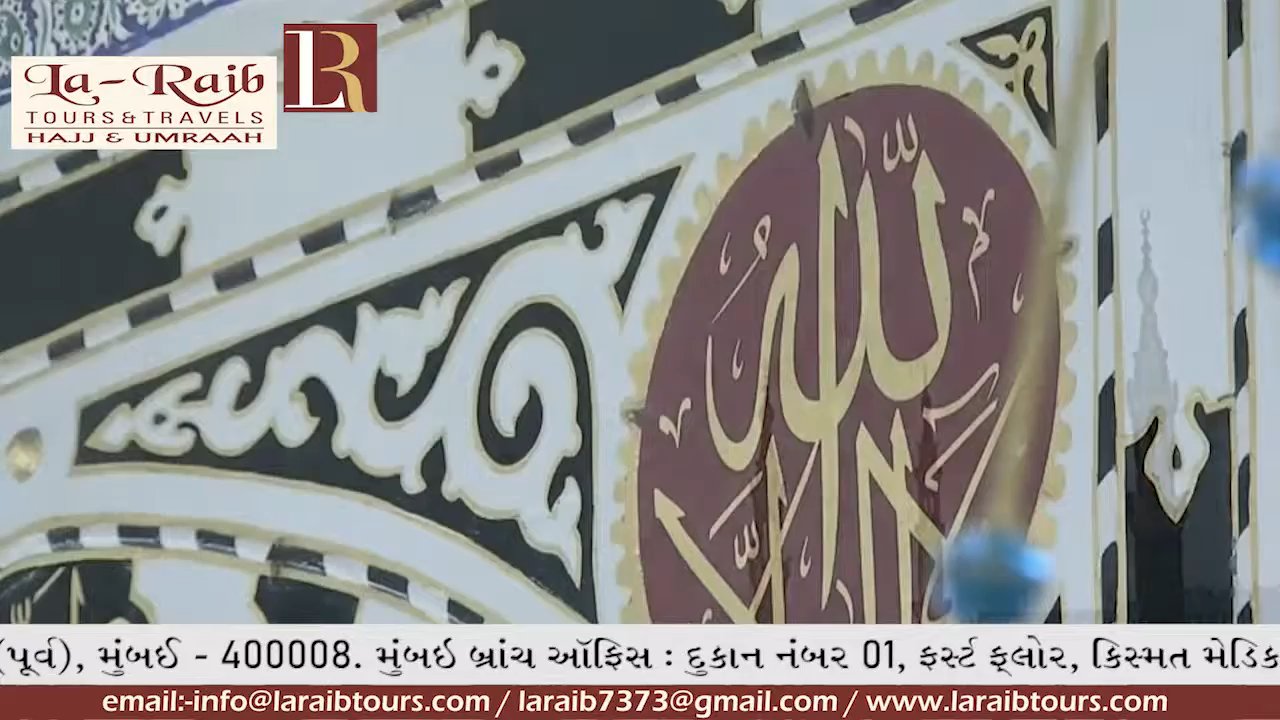 La-Raib
TOURS & TRAVELS
HAJJ & UMRAAH
LR
الله
(પૂર્વ), મુંબઈ - 400008. મુંબઇ બ્રાંચ ઑફિસ : દુકાન નંબર 01, ફર્સ્ટ ફ્લોર, કિસ્મત મેડિક
email:-info@laraibtours.com / laraib7373@gmail.com / www.laraibtours.com